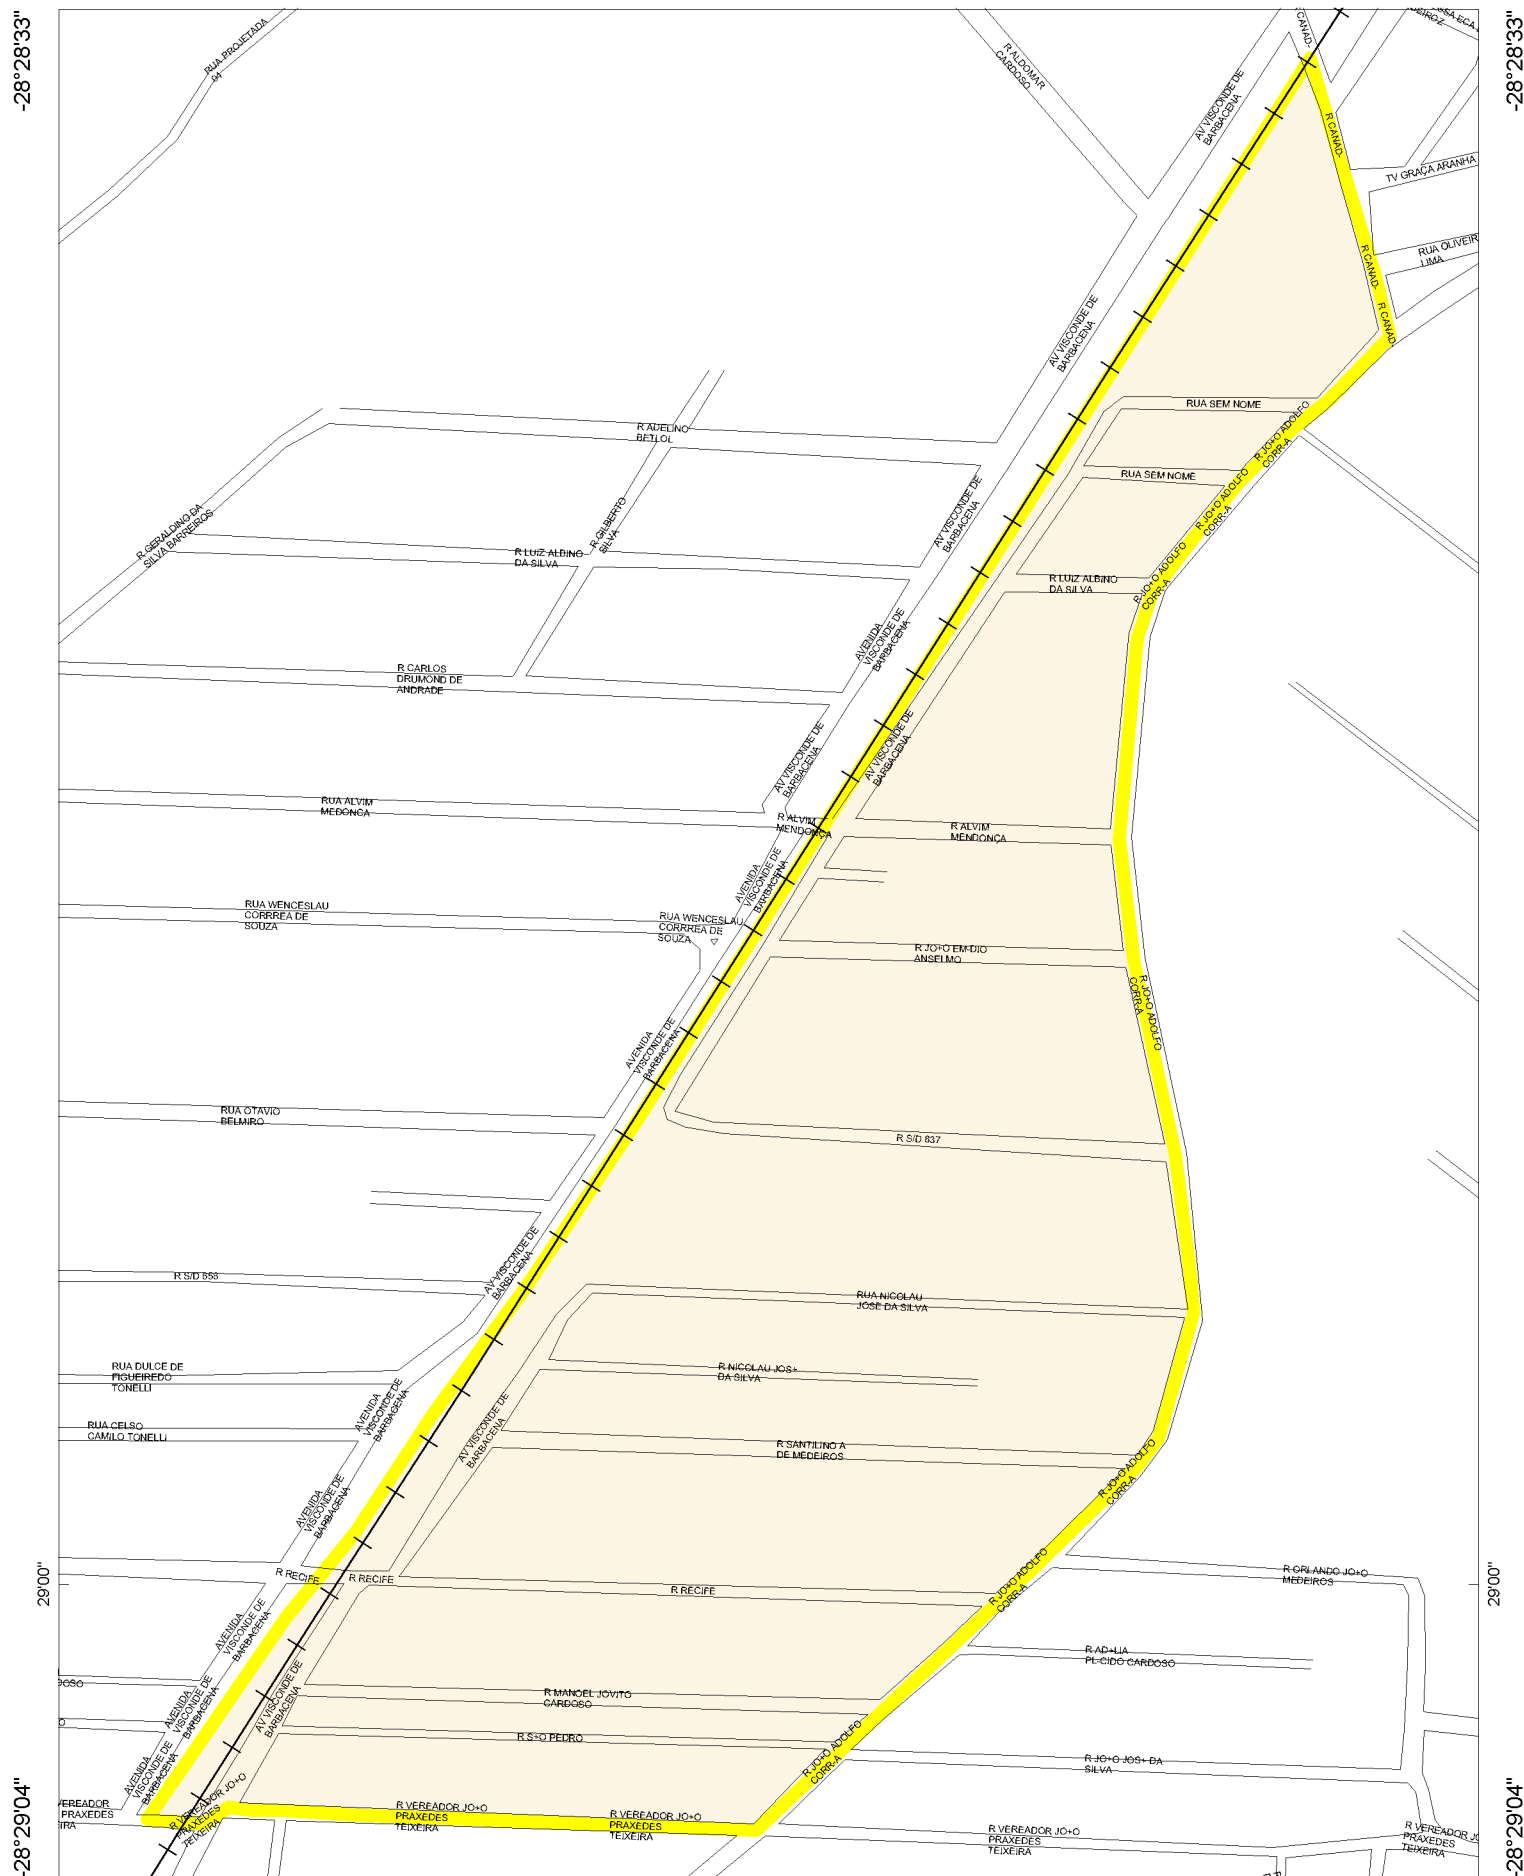 -28°28'33"
-28°28'33"
RUA PROJETADA
04
R ALDOMAR
CARDOSO
AV VISCONDE DE
BARBACENA
R CANAD-
TV GRAÇA ARANHA
RUA OLIVEIR
LIMA
R CANAD-
R CANAD-
AV VISCONDE DE
BARBACENA
RUA SEM NOME
R ADELINO
BETLOL
R JO+O ADOLFO
CORR-A
RUA SEM NOME
R JO+O ADOLFO
CORR-A
AV VISCONDE DE
BARBACENA
R GERALDINO DA
SILVA BARREIROS
R GILBERTO
SILVA
R LUIZ ALBINO
DA SILVA
R JO+O ADOLFO
CORR-A
R LUIZ ALBINO
DA SILVA
AVENIDA
VISCONDE DE
BARBACENA
R CARLOS
DRUMOND DE
ANDRADE
AV VISCONDE DE
BARBACENA
AV VISCONDE DE
BARBACENA
RUA ALVIM
MEDONCA
R ALVIM
MENDONÇA
R ALVIM
MENDONÇA
AVENIDA
VISCONDE DE
BARBACENA
RUA WENCESLAU
CORRREA DE
SOUZA
RUA WENCESLAU
CORRREA DE
SOUZA
R JO+O EM-DIO
ANSELMO
R JO+O ADOLFO
CORR-A
AVENIDA
VISCONDE DE
BARBACENA
RUA OTAVIO
BELMIRO
R S/D 637
AV VISCONDE DE
BARBACENA
R S/D 658
RUA NICOLAU
JOSE DA SILVA
RUA DULCE DE
FIGUEIREDO
TONELLI
R NICOLAU JOS+
DA SILVA
AVENIDA
VISCONDE DE
BARBACENA
AV VISCONDE DE
BARBACENA
RUA CELSO
CAMILO TONELLI
R SANTILINO A
DE MEDEIROS
R JO+O ADOLFO
CORR-A
AVENIDA
VISCONDE DE
BARBACENA
29'00"
29'00"
R RECIFE
R RECIFE
R RECIFE
R JO+O ADOLFO
CORR-A
R ORLANDO JO+O
MEDEIROS
AVENIDA
VISCONDE DE
BARBACENA
R AD+LIA
PL-CIDO CARDOSO
AV VISCONDE DE
BARBACENA
AVENIDA
VISCONDE DE
BARBACENA
R MANOEL JOVITO
CARDOSO
R S+O PEDRO
R JO+O ADOLFO
CORR-A
R JO+O JOS+ DA
SILVA
AVENIDA
VISCONDE DE
BARBACENA
VEREADOR
PRAXEDES
IRA
R VEREADOR JO+O
PRAXEDES
TEIXEIRA
R VEREADOR JO+O
PRAXEDES
TEIXEIRA
R VEREADOR JO+O
PRAXEDES
TEIXEIRA
R VEREADOR JO+O
PRAXEDES
TEIXEIRA
R VEREADOR JO
PRAXEDES
TEIXEIRA
-28°29'04"
-28°29'04"